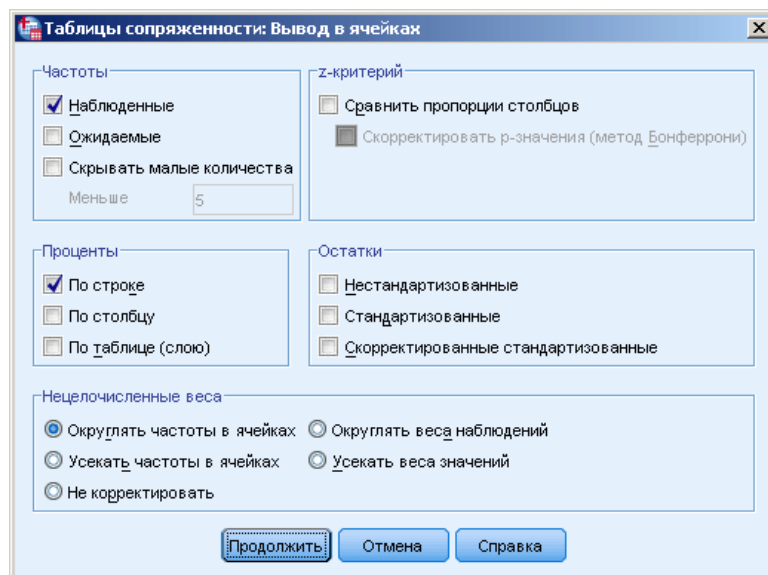 Таблицы сопряженности: Вывод в ячейках
Частоты
Наблюденные
Ожидаемые
Скрывать малые количества
Меньше 5
z-критерий
Сравнить пропорции столбцов
Скорректировать р-значения (метод Бонферрони)
Проценты
По строке
По столбцу
По таблице (слою)
Остатки
Нестандартизованные
Стандартизованные
Скорректированные стандартизованные
Нецелочисленные веса
Округлять частоты в ячейках Округлять веса наблюдений
Усекать частоты в ячейках Усекать веса значений
Не корректировать
Продолжить Отмена Справка